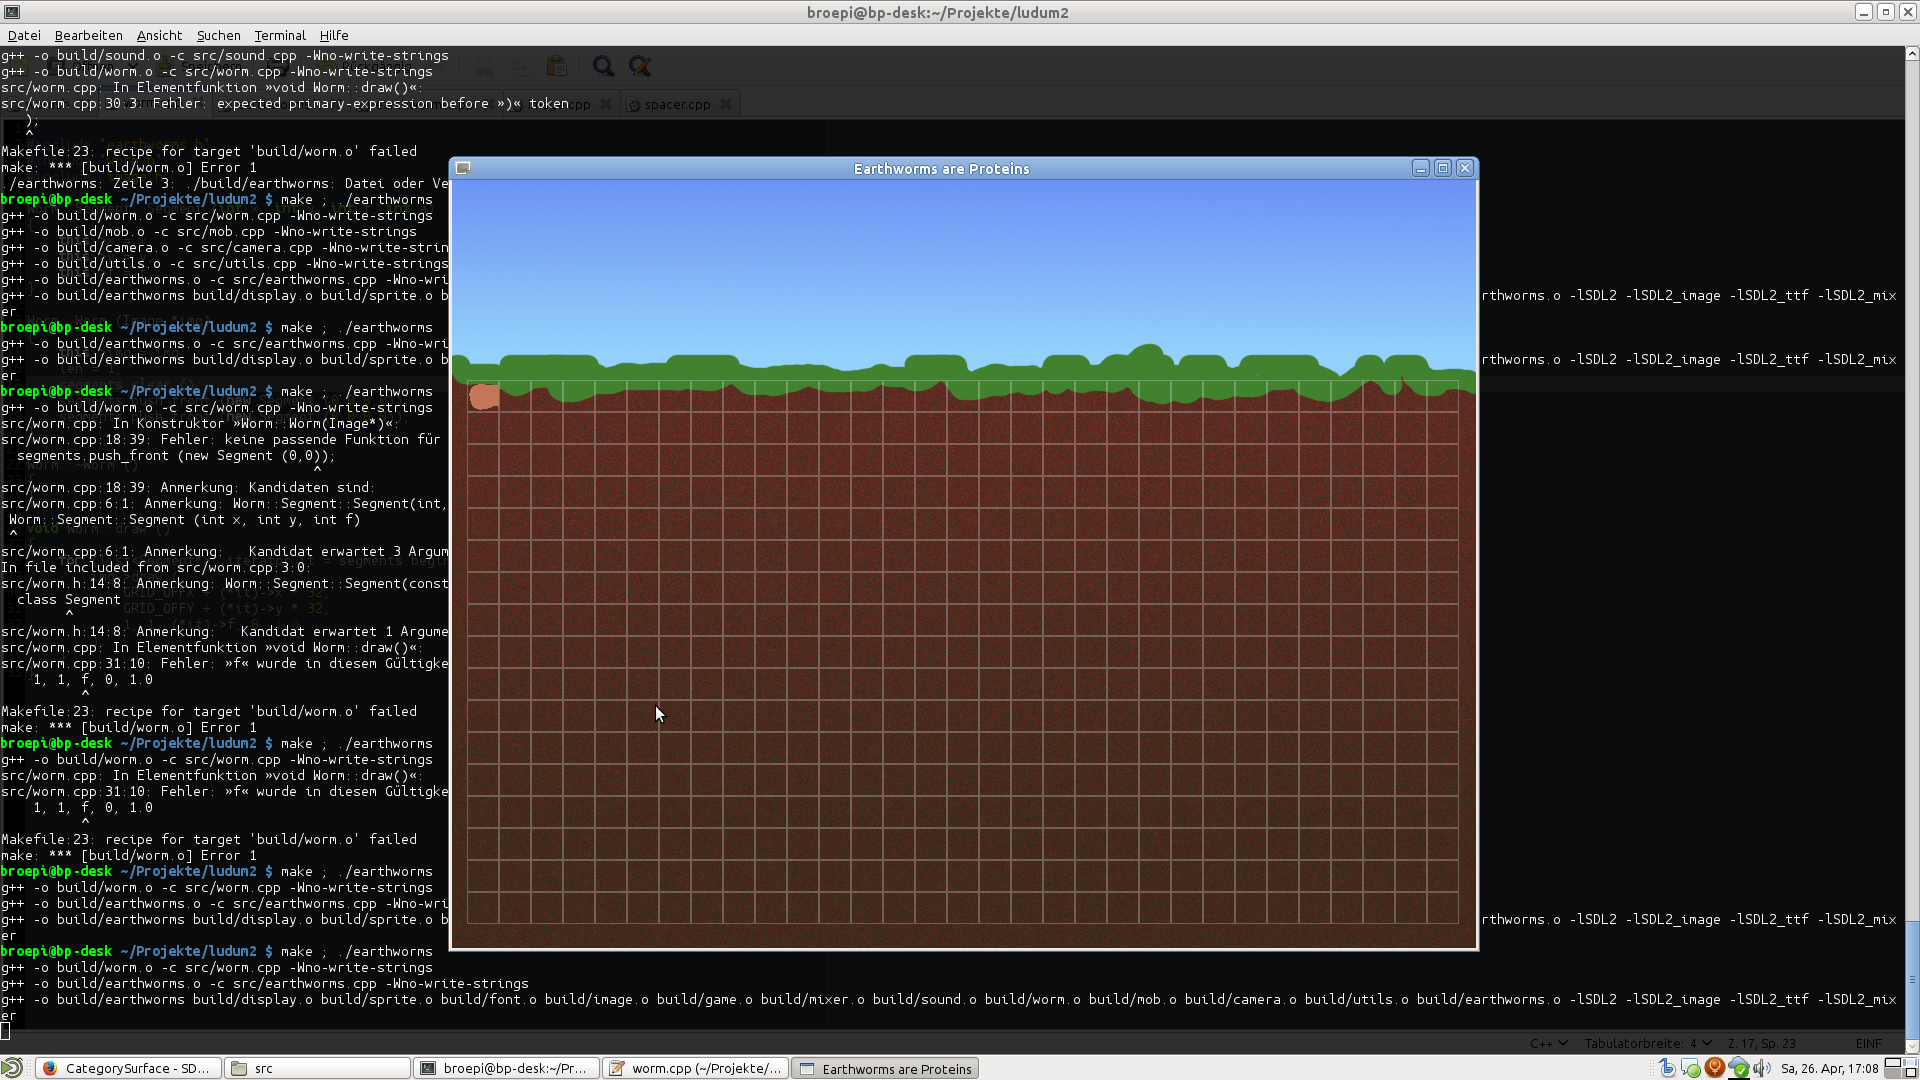 broepi@bp-desk:~/Projekte/ludum2
Datei Bearbeiten Ansicht Suchen Terminal Hilfe
g++ -o build/sound.o -c src/sound.cpp -Wno-write-strings
g++ -o build/worm.o -c src/worm.cpp -Wno-write-strings
src/worm.cpp: In Elementfunktion »void Worm::draw()«:
src/worm.cpp:30:3: Fehler: expected primary-expression before »)« token
spacer.cpp
);
^
Makefile:23: recipe for target 'build/worm.o' failed
make: *** [build/worm.o] Error 1
./earthworms: Zeile 3: ./build/earthworms: Datei oder Ve
broepi@bp-desk ~/Projekte/ludum2 $ make ; ./earthworms
g++ -o build/worm.o -c src/worm.cpp -Wno-write-strings
g++ -o build/mob.o -c src/mob.cpp -Wno-write-strings
g++ -o build/camera.o -c src/camera.cpp -Wno-write-strin
g++ -o build/utils.o -c src/utils.cpp -Wno-write-strings
g++ -o build/earthworms.o -c src/earthworms.cpp -Wno-wri
g++ -o build/earthworms build/display.o build/sprite.o b
rthworms.o -lSDL2 -lSDL2_image -lSDL2_ttf -lSDL2_mix
er
broepi@bp-desk ~/Projekte/ludum2 $ make ; ./earthworms
g++ -o build/earthworms.o -c src/earthworms.cpp -Wno-wri
g++ -o build/earthworms build/display.o build/sprite.o b
rthworms.o -lSDL2 -lSDL2_image -lSDL2_ttf -lSDL2_mix
er
broepi@bp-desk ~/Projekte/ludum2 $ make ; ./earthworms
g++ -o build/worm.o -c src/worm.cpp -Wno-write-strings
src/worm.cpp: In Konstruktor »Worm::Worm(Image*)«:
src/worm.cpp:18:39: Fehler: keine passende Funktion für
segments.push_front (new Segment (0,0));
^
src/worm.cpp:18:39: Anmerkung: Kandidaten sind:
src/worm.cpp:6:1: Anmerkung: Worm::Segment::Segment(int,
Worm::Segment::Segment (int x, int y, int f)
^
src/worm.cpp:6:1: Anmerkung:   Kandidat erwartet 3 Argum
In file included from src/worm.cpp:3:0:
src/worm.h:14:8: Anmerkung: Worm::Segment::Segment(const
class Segment
^
src/worm.h:14:8: Anmerkung:   Kandidat erwartet 1 Argume
src/worm.cpp: In Elementfunktion »void Worm::draw()«:
src/worm.cpp:31:10: Fehler: »f« wurde in diesem Gültigke
1, 1, f, 0, 1.0
^
Makefile:23: recipe for target 'build/worm.o' failed
make: *** [build/worm.o] Error 1
broepi@bp-desk ~/Projekte/ludum2 $ make ; ./earthworms
g++ -o build/worm.o -c src/worm.cpp -Wno-write-strings
src/worm.cpp: In Elementfunktion »void Worm::draw()«:
src/worm.cpp:31:10: Fehler: »f« wurde in diesem Gültigke
1, 1, f, 0, 1.0
^
Makefile:23: recipe for target 'build/worm.o' failed
make: *** [build/worm.o] Error 1
broepi@bp-desk ~/Projekte/ludum2 $ make ; ./earthworms
g++ -o build/worm.o -c src/worm.cpp -Wno-write-strings
g++ -o build/earthworms.o -c src/earthworms.cpp -Wno-wri
g++ -o build/earthworms build/display.o build/sprite.o b
rthworms.o -lSDL2 -lSDL2_image -lSDL2_ttf -lSDL2_mix
er
broepi@bp-desk ~/Projekte/ludum2 $ make ; ./earthworms
g++ -o build/worm.o -c src/worm.cpp -Wno-write-strings
g++ -o build/earthworms.o -c src/earthworms.cpp -Wno-write-strings
g++ -o build/earthworms build/display.o build/sprite.o build/font.o build/image.o build/game.o build/mixer.o build/sound.o build/worm.o build/mob.o build/camera.o build/utils.o build/earthworms.o -lSDL2 -lSDL2_image -lSDL2_ttf -lSDL2_mix
er
Earthworms are Proteins
C++ Tabulatorbreite: 4 Z. 17, Sp. 23 EINF
CategorySurface - SD...
src
broepi@bp-desk:~/Pr...
worm.cpp (~/Projekte/...
Earthworms are Proteins
Sa, 26. Apr, 17:08